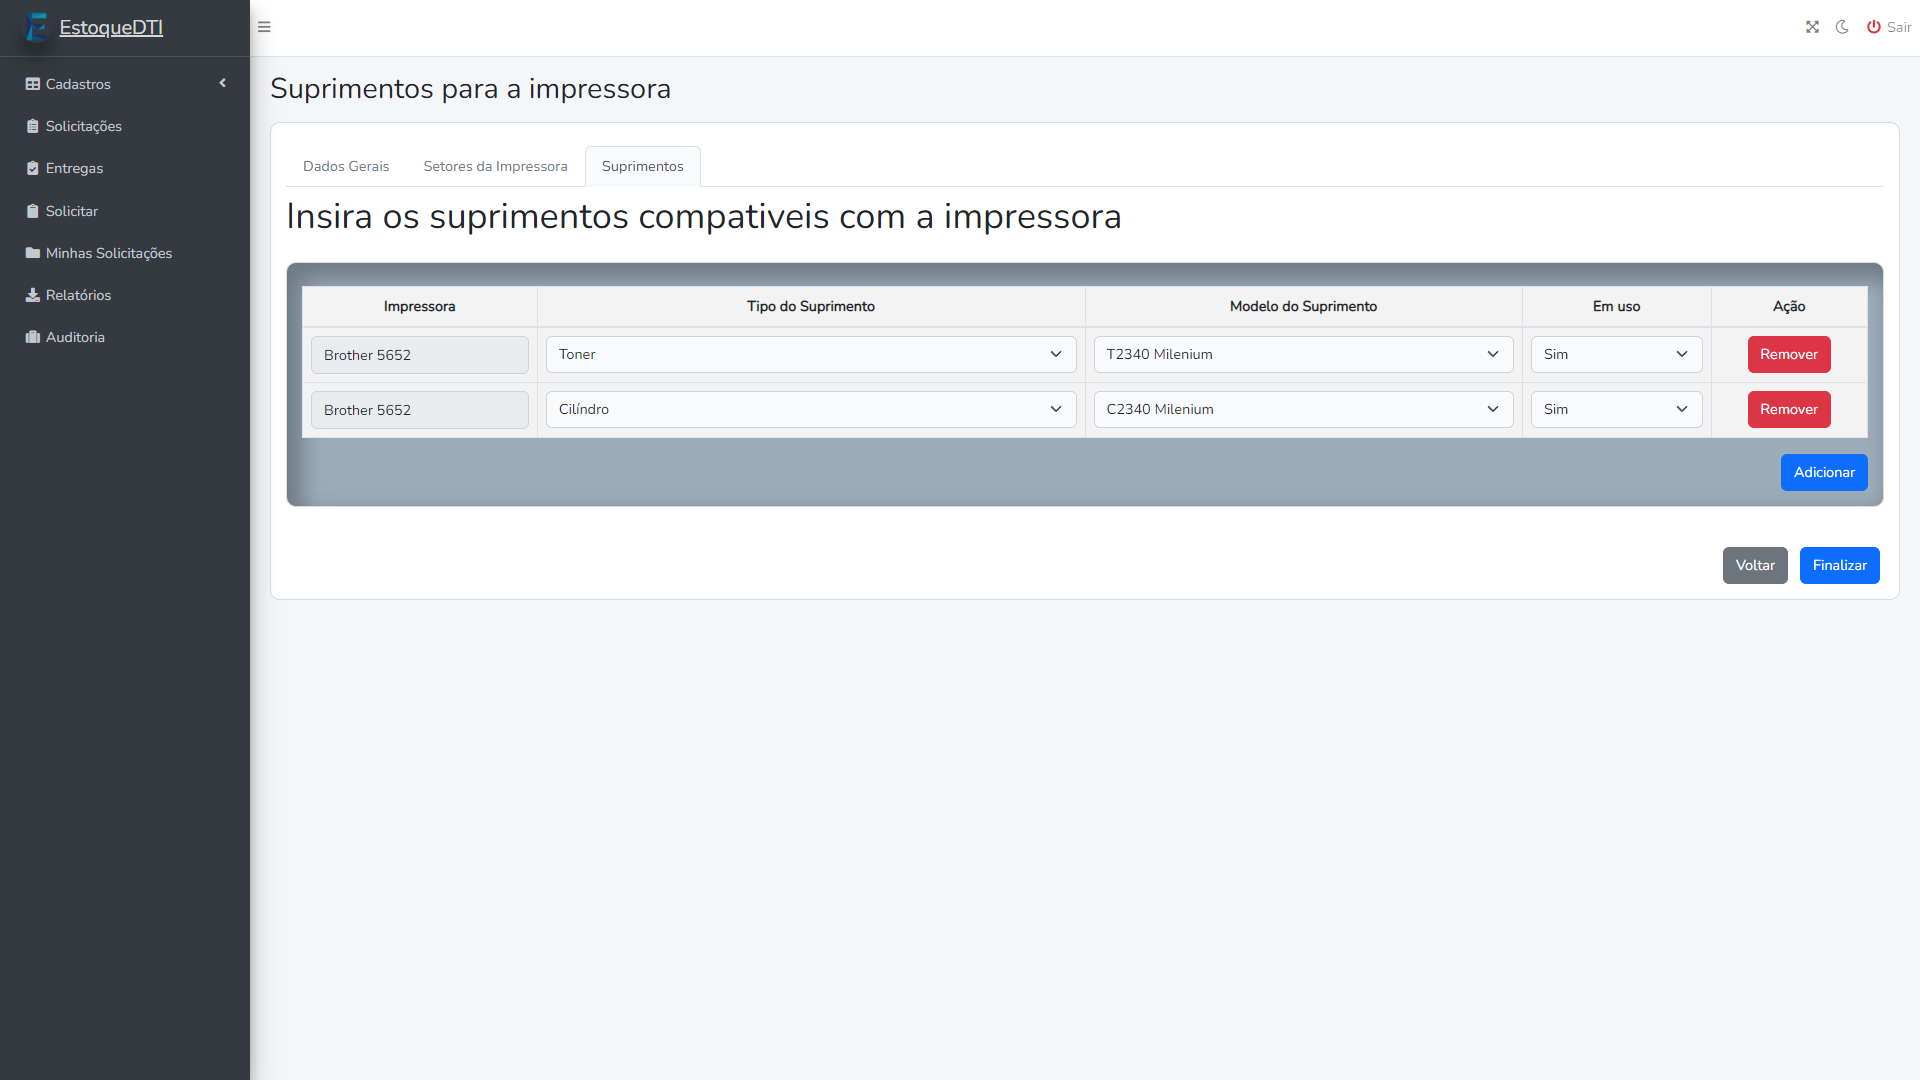 EstoqueDTI
Sair
Cadastros
Solicitações
Entregas
Solicitar
Minhas Solicitações
Relatórios
Auditoria
Suprimentos para a impressora
Dados Gerais Setores da Impressora Suprimentos
Insira os suprimentos compativeis com a impressora
Impressora Tipo do Suprimento Modelo do Suprimento Em uso Ação
Brother 5652 Toner T2340 Milenium Sim Remover
Brother 5652 Cilíndro C2340 Milenium Sim Remover
Adicionar
Voltar Finalizar